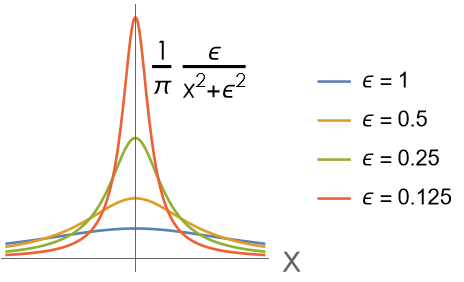 1/π ϵ/(x²+ϵ²)
ϵ = 1
ϵ = 0.5
ϵ = 0.25
ϵ = 0.125
X